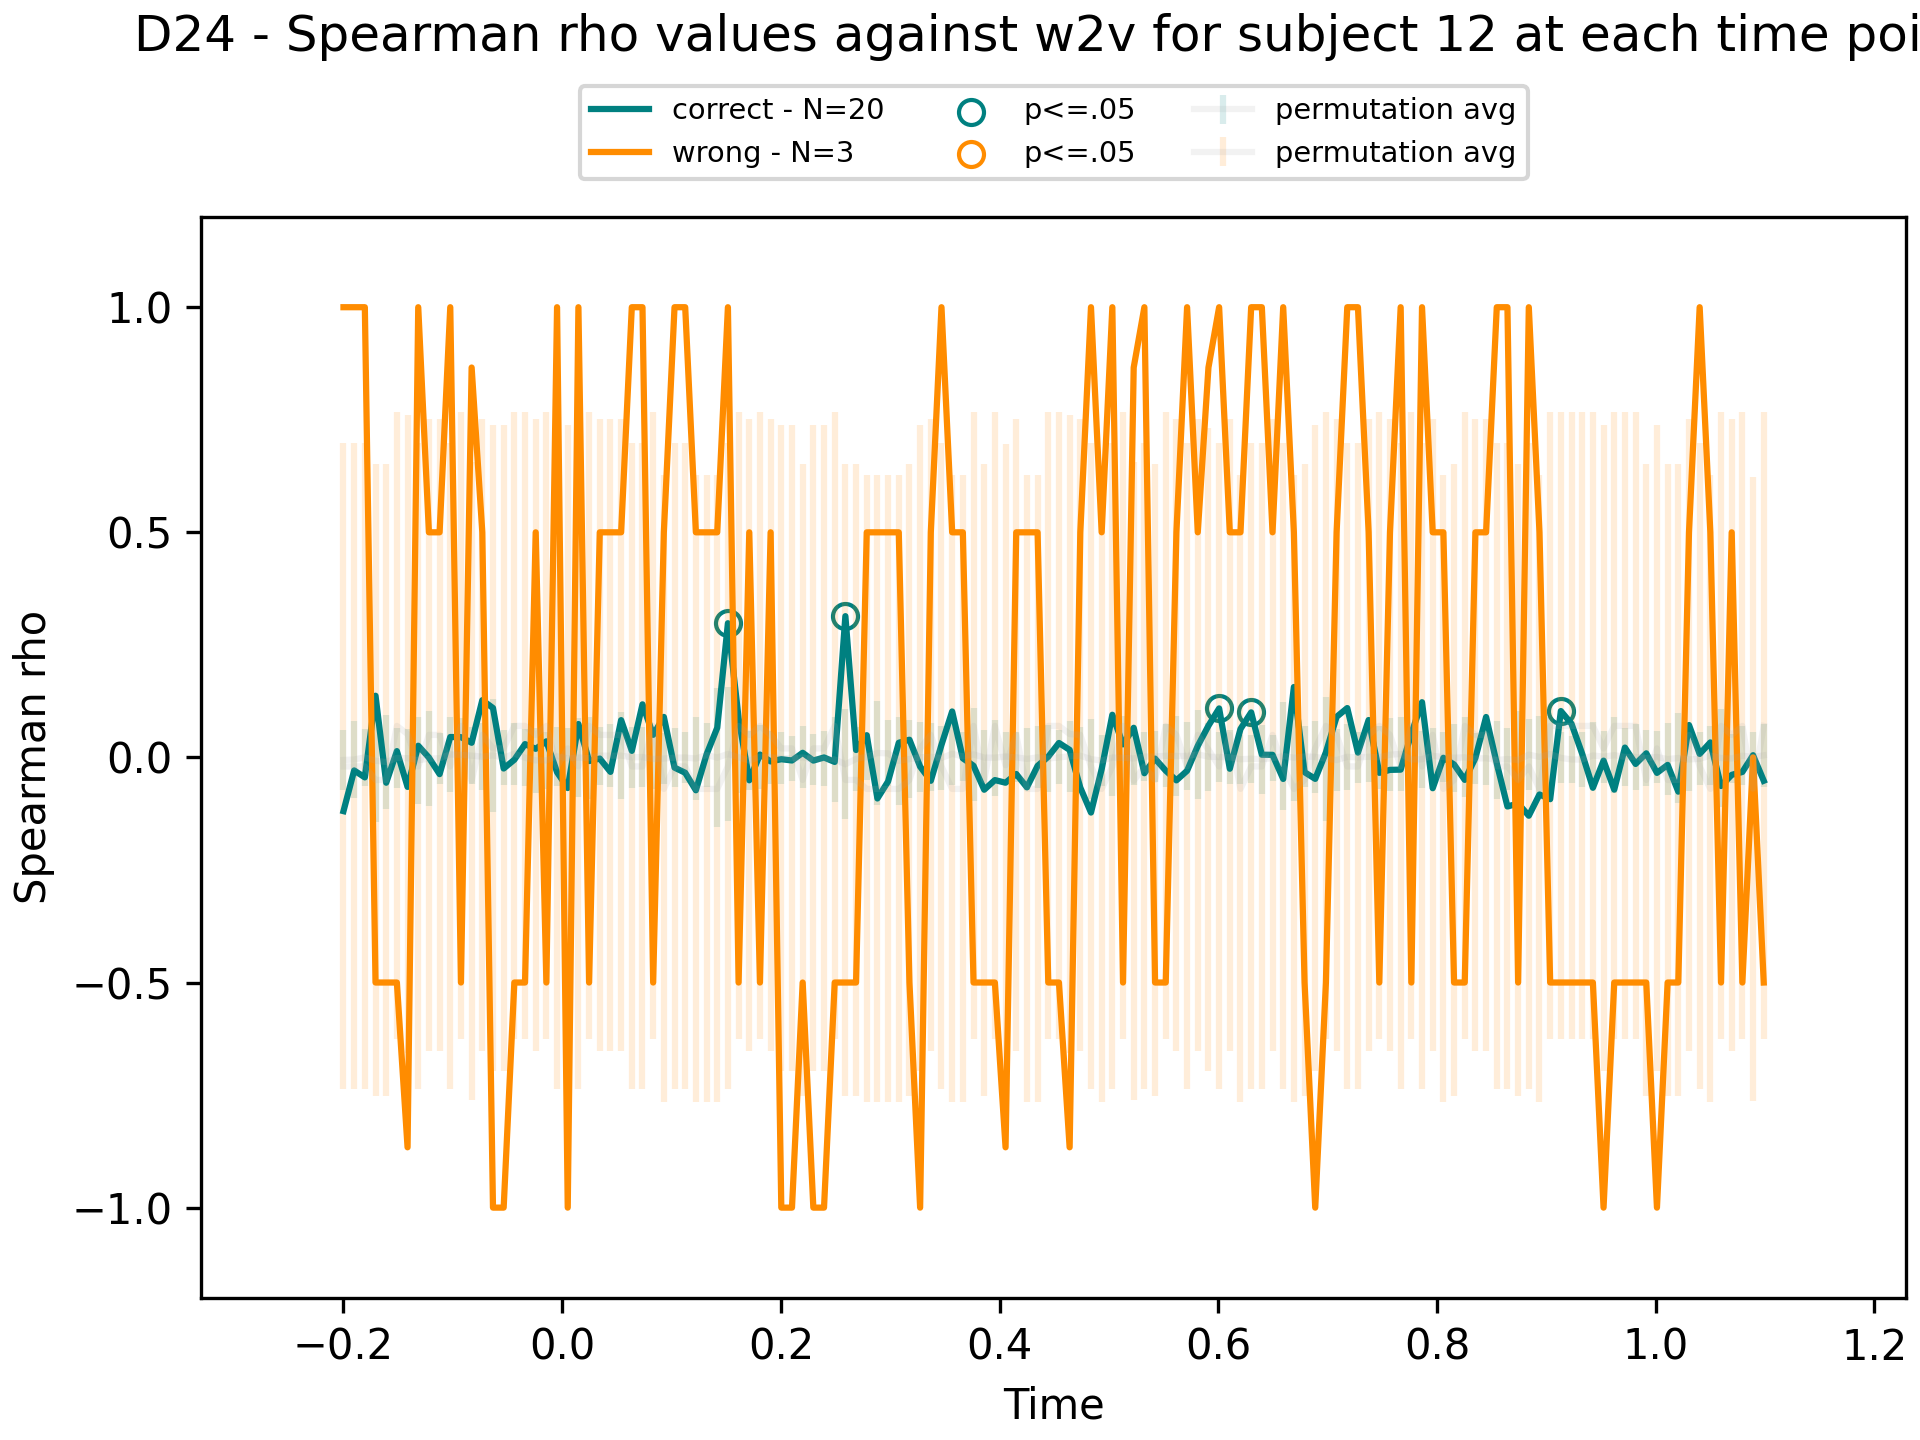 D24 - Spearman rho values against w2v for subject 12 at each time poi
correct - N=20 p<=.05 permutation avg
wrong - N=3 p<=.05 permutation avg
Spearman rho
1.0
0.5
0.0
−0.5
−1.0
−0.2 0.0 0.2 0.4 0.6 0.8 1.0 1.2
Time